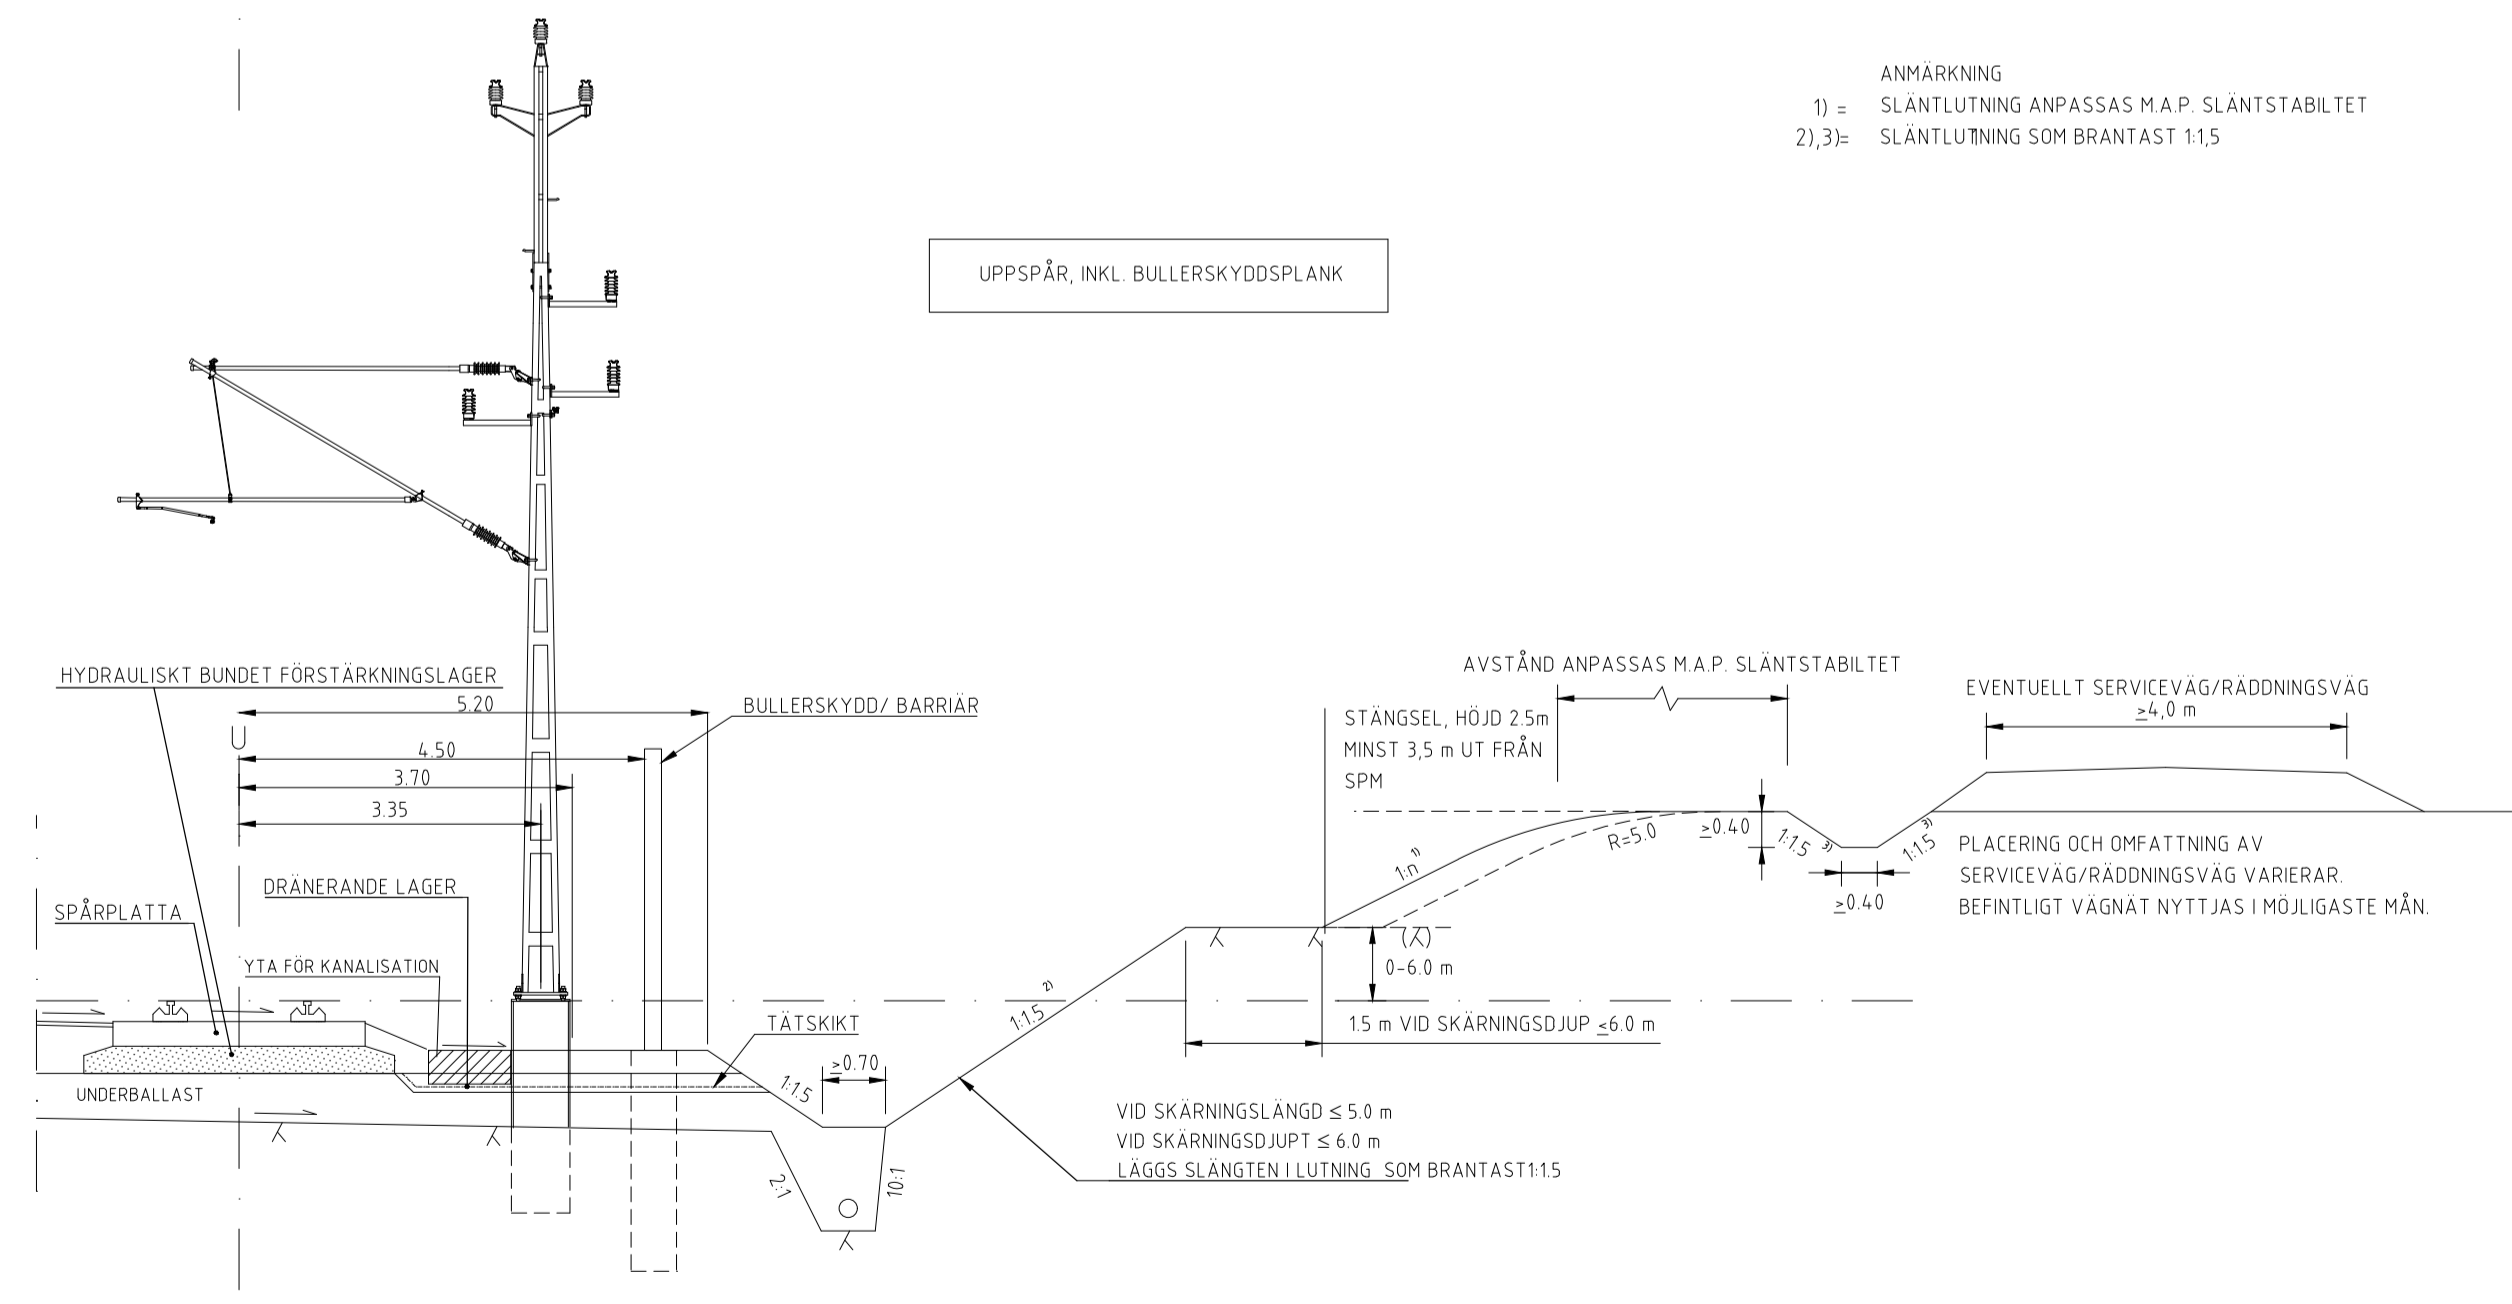 ANMÄRKNING
1) = SLÄNTLUTNING ANPASSAS M.A.P. SLÄNTSTABILTET
2),3)= SLÄNTLUTNING SOM BRANTAST 1:1,5
UPPSPÅR, INKL. BULLERSKYDDSPLANK
HYDRAULISKT BUNDET FÖRSTÄRKNINGSLAGER
5.20
U
4.50
3.70
3.35
BULLERSKYDD/ BARRIÄR
DRÄNERANDE LAGER
SPÅRPLATTA
YTA FÖR KANALISATION
TÄTSKIKT
UNDERBALLAST
≥0.70
1:1.5
2:1
10:1
1:1.5 2)
AVSTÅND ANPASSAS M.A.P. SLÄNTSTABILTET
STÄNGSEL, HÖJD 2.5m
MINST 3,5 m UT FRÅN
SPM
EVENTUELLT SERVICEVÄG/RÄDDNINGSVÄG
≥4,0 m
1:n 1)
R=5.0
≥0.40
1:1.5 3)
1:1.5 3)
≥0.40
PLACERING OCH OMFATTNING AV
SERVICEVÄG/RÄDDNINGSVÄG VARIERAR.
BEFINTLIGT VÄGNÄT NYTTJAS I MÖJLIGASTE MÅN.
0-6.0 m
1.5 m VID SKÄRNINGSDJUP ≤6.0 m
VID SKÄRNINGSLÄNGD ≤ 5.0 m
VID SKÄRNINGSDJUPT ≤ 6.0 m
LÄGGS SLÄNGTEN I LUTNING SOM BRANTAST1:1.5